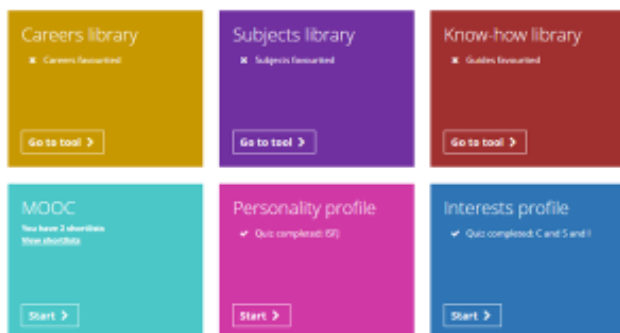 Careers library
Careers favourited
Go to tool
Subjects library
Subjects favourited
Go to tool
Know-how library
Guides favourited
Go to tool
MOOC
You have 2 shortlists
View shortlists
Start
Personality profile
Quiz completed: ISFJ
Start
Interests profile
Quiz completed: C and S and I
Start